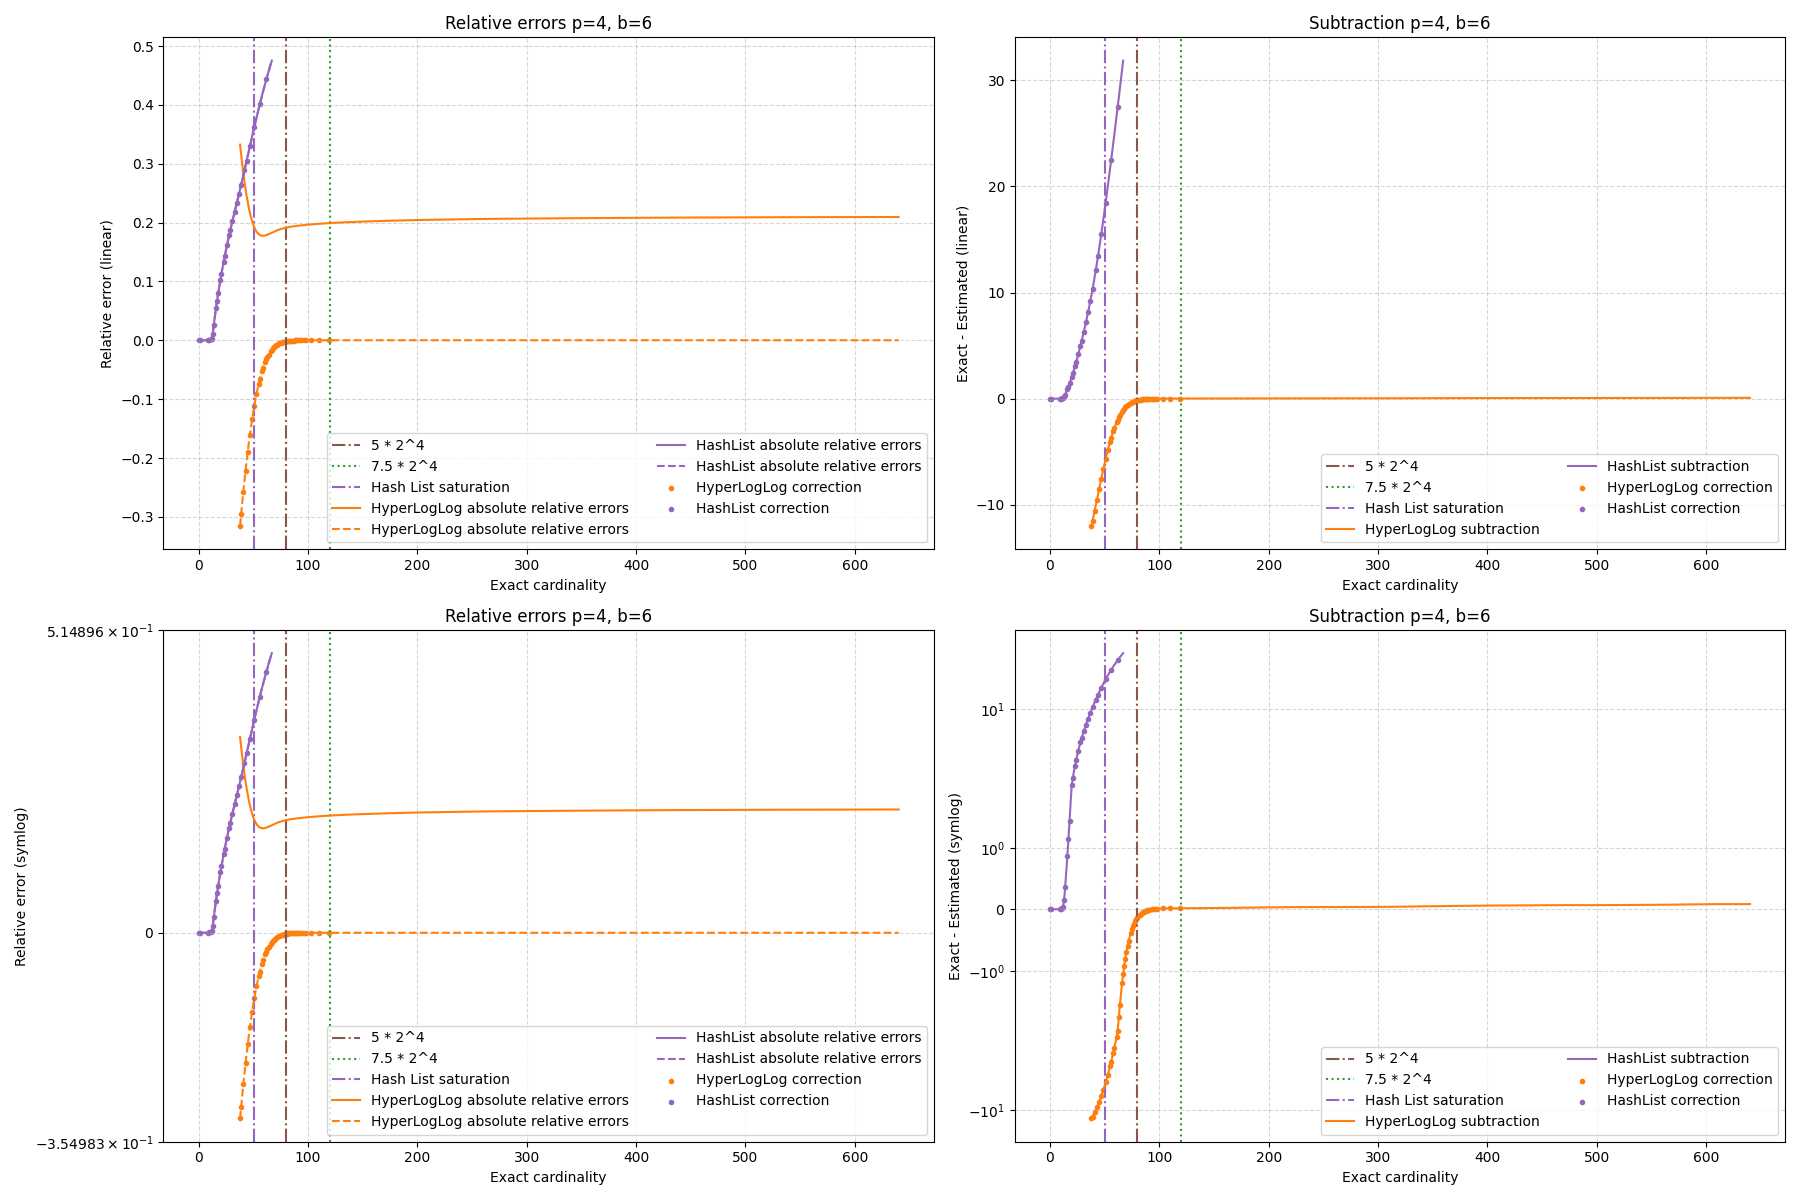 Relative errors p=4, b=6
Relative error (linear)
0.5
0.4
0.3
0.2
0.1
0.0
−0.1
−0.2
−0.3
5 * 2^4
7.5 * 2^4
Hash List saturation
HyperLogLog absolute relative errors
HyperLogLog absolute relative errors
HashList absolute relative errors
HashList absolute relative errors
HyperLogLog correction
HashList correction
0 100 200 300 400 500 600
Exact cardinality
Subtraction p=4, b=6
Exact - Estimated (linear)
30
20
10
0
−10
5 * 2^4
7.5 * 2^4
Hash List saturation
HyperLogLog subtraction
HashList subtraction
HyperLogLog correction
HashList correction
0 100 200 300 400 500 600
Exact cardinality
Relative errors p=4, b=6
Relative error (symlog)
5.14896 × 10⁻¹
0
−3.54983 × 10⁻¹
5 * 2^4
7.5 * 2^4
Hash List saturation
HyperLogLog absolute relative errors
HyperLogLog absolute relative errors
HashList absolute relative errors
HashList absolute relative errors
HyperLogLog correction
HashList correction
0 100 200 300 400 500 600
Exact cardinality
Subtraction p=4, b=6
Exact - Estimated (symlog)
10¹
10⁰
0
−10⁰
−10¹
5 * 2^4
7.5 * 2^4
Hash List saturation
HyperLogLog subtraction
HashList subtraction
HyperLogLog correction
HashList correction
0 100 200 300 400 500 600
Exact cardinality